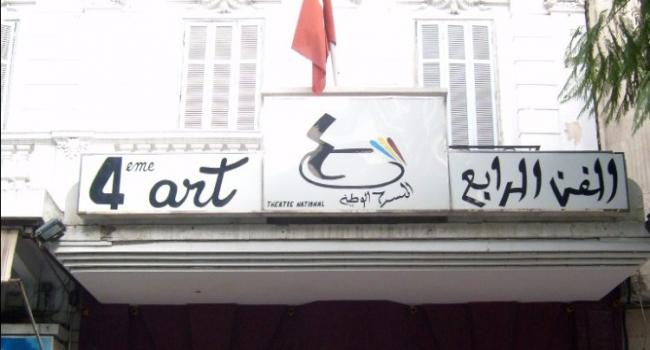 4eme art
THEATRE NATIONAL
المسرح الوطني
الفن الرابع